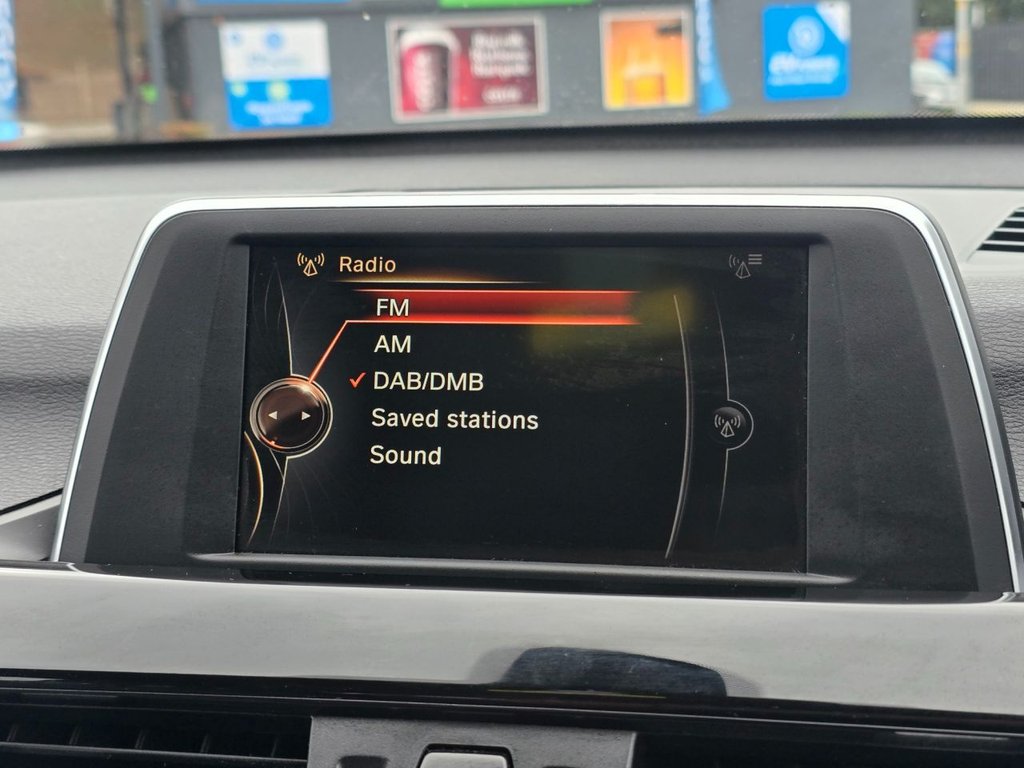 Radio
FM
AM
DAB/DMB
Saved stations
Sound